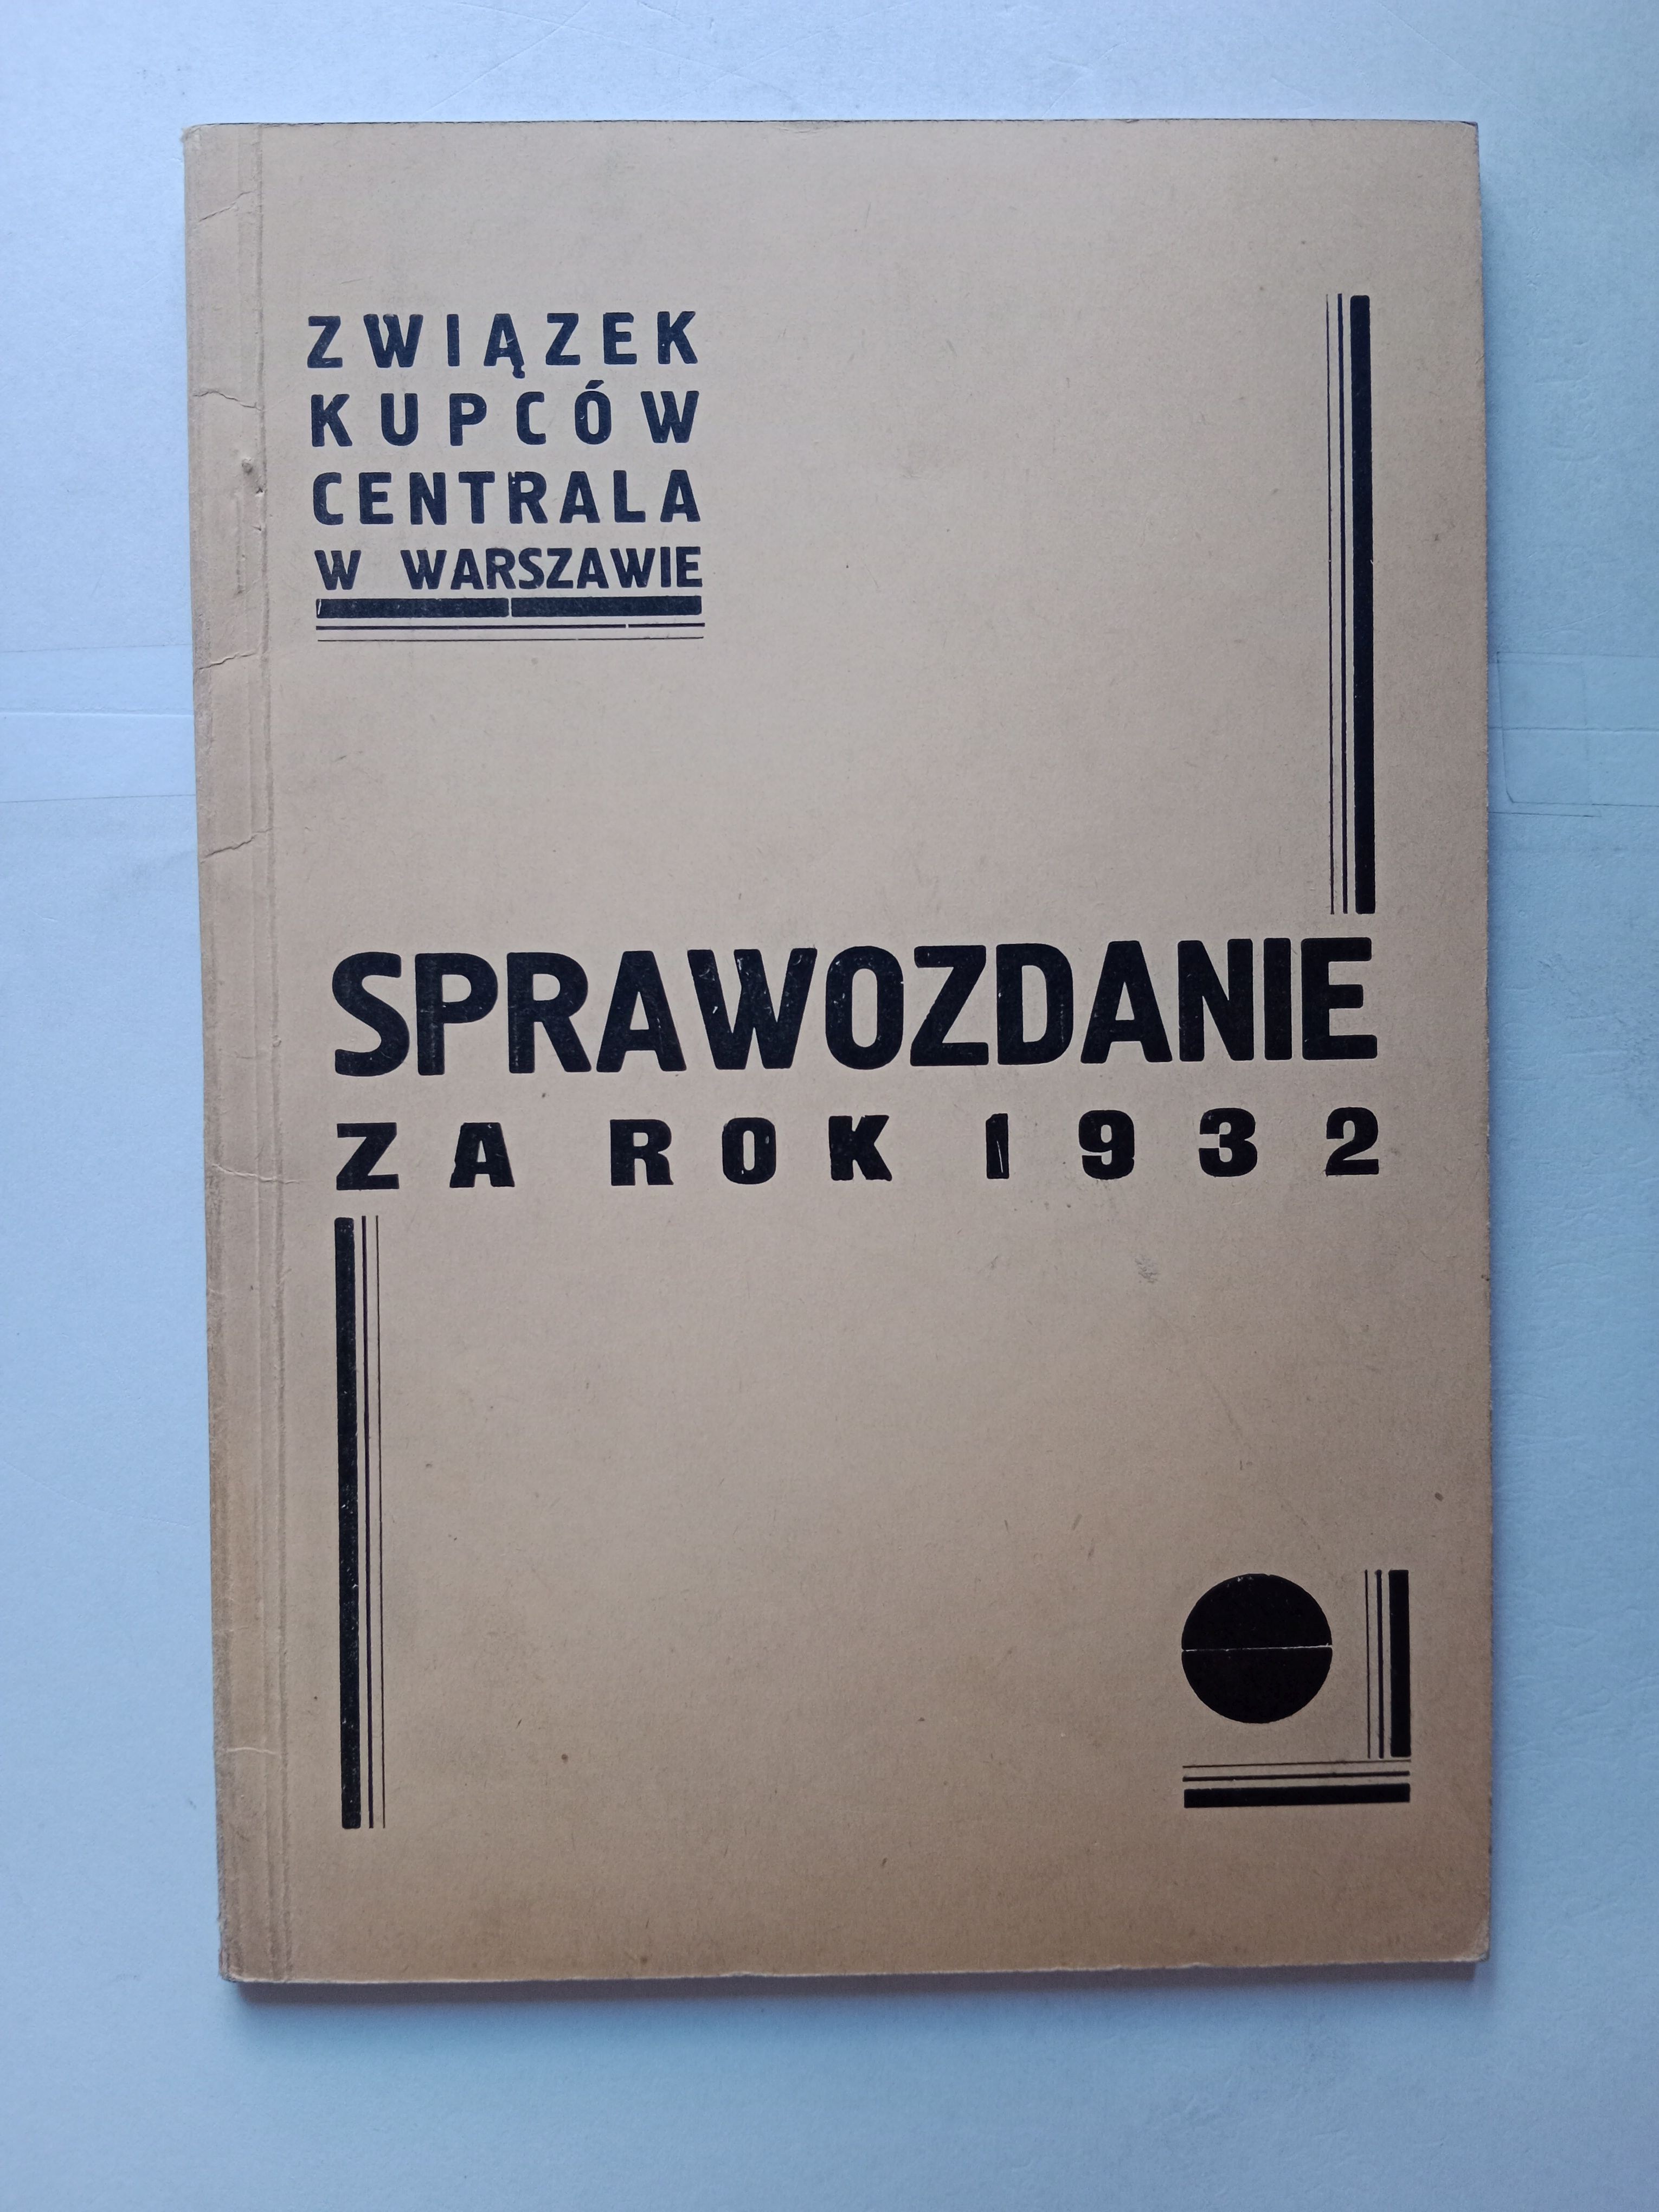 ZWIĄZEK
KUPCÓW
CENTRALA
W WARSZAWIE
SPRAWOZDANIE
ZA ROK 1932